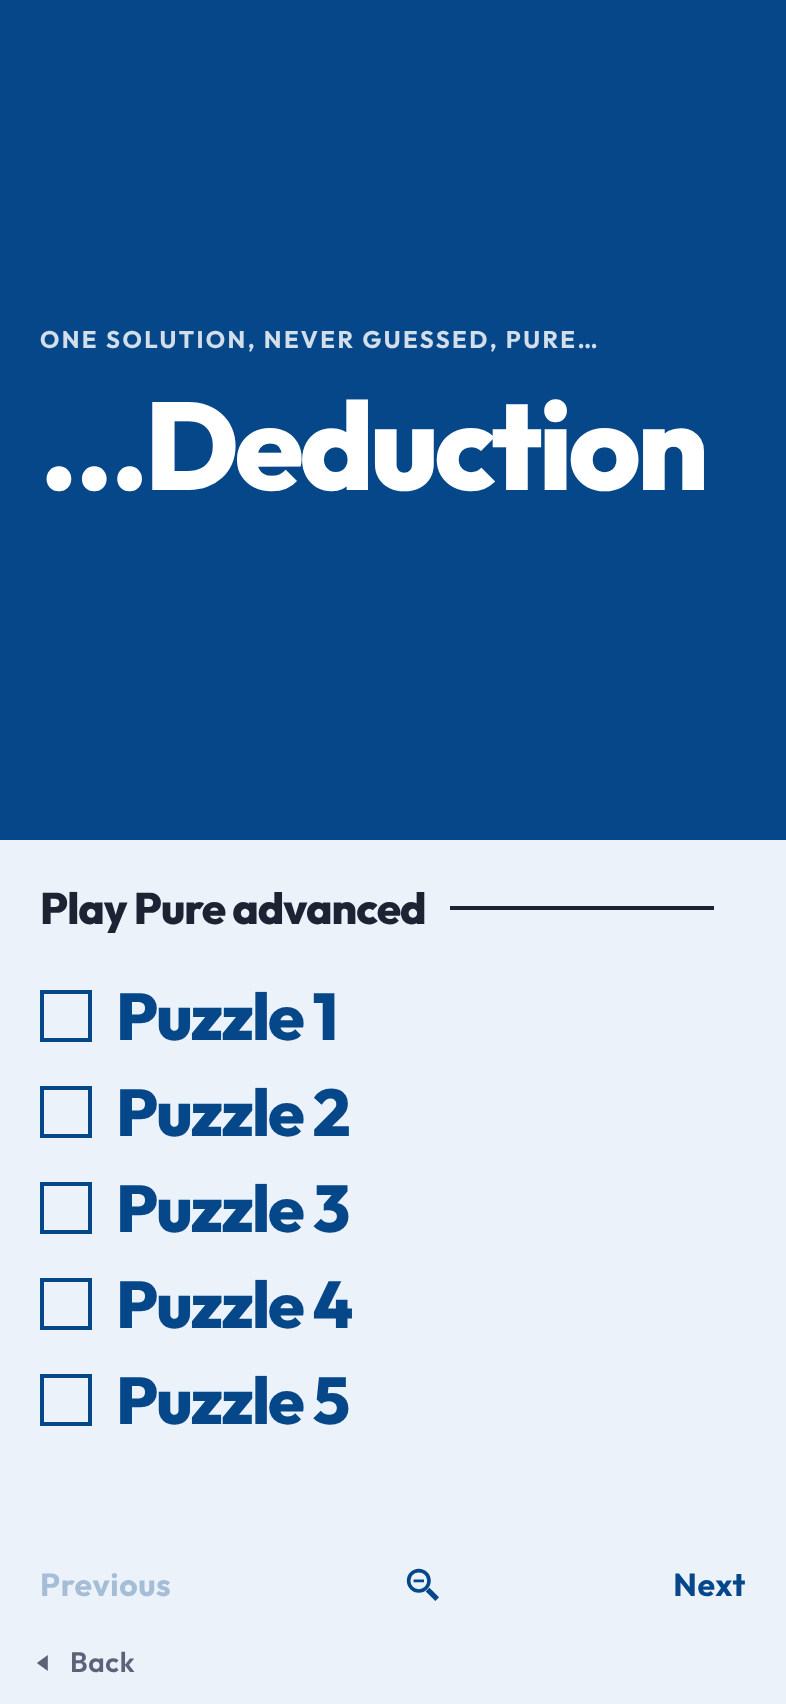 ONE SOLUTION, NEVER GUESSED, PURE…
…Deduction
Play Pure advanced
Puzzle 1
Puzzle 2
Puzzle 3
Puzzle 4
Puzzle 5
Previous
Next
Back